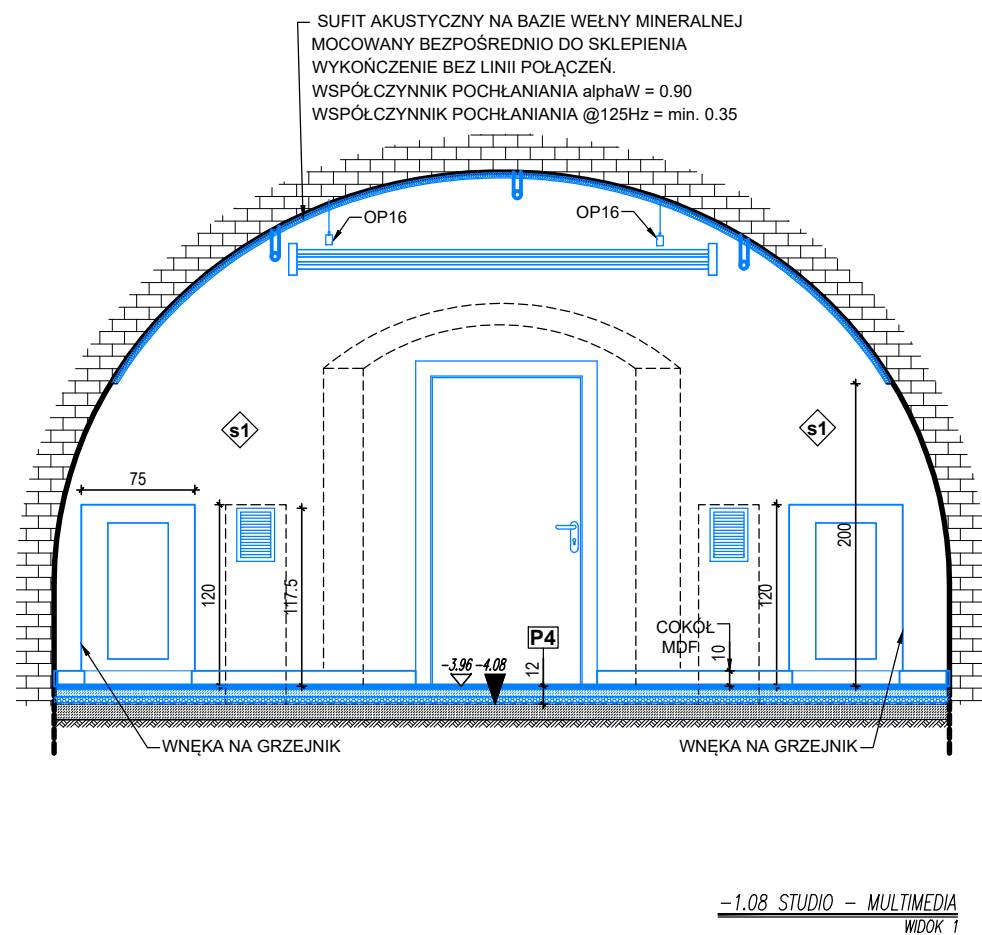 SUFIT AKUSTYCZNY NA BAZIE WEŁNY MINERALNEJ
MOCOWANY BEZPOŚREDNIO DO SKLEPIENIA
WYKOŃCZENIE BEZ LINII POŁĄCZEŃ.
WSPÓŁCZYNNIK POCHŁANIANIA alphaW = 0.90
WSPÓŁCZYNNIK POCHŁANIANIA @125Hz = min. 0.35
OP16
OP16
s1
s1
75
120
117.5
200
120
COKÓŁ
MDF
10
P4
12
-3.96
-4.08
WNĘKA NA GRZEJNIK
WNĘKA NA GRZEJNIK
-1.08 STUDIO - MULTIMEDIA
WIDOK 1